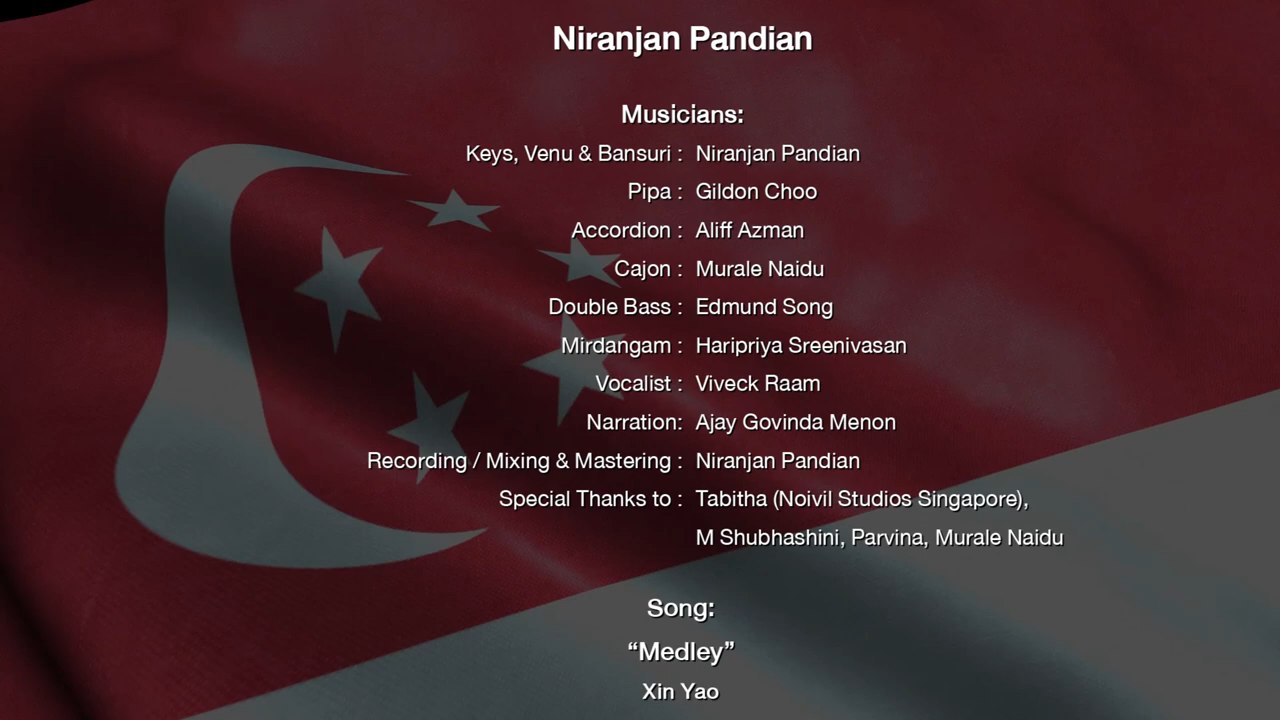 Niranjan Pandian
Musicians:
Keys, Venu & Bansuri : Niranjan Pandian
Pipa : Gildon Choo
Accordion : Aliff Azman
Cajon : Murale Naidu
Double Bass : Edmund Song
Mirdangam : Haripriya Sreenivasan
Vocalist : Viveck Raam
Narration: Ajay Govinda Menon
Recording / Mixing & Mastering : Niranjan Pandian
Special Thanks to : Tabitha (Noivil Studios Singapore),
M Shubhashini, Parvina, Murale Naidu
Song:
“Medley”
Xin Yao